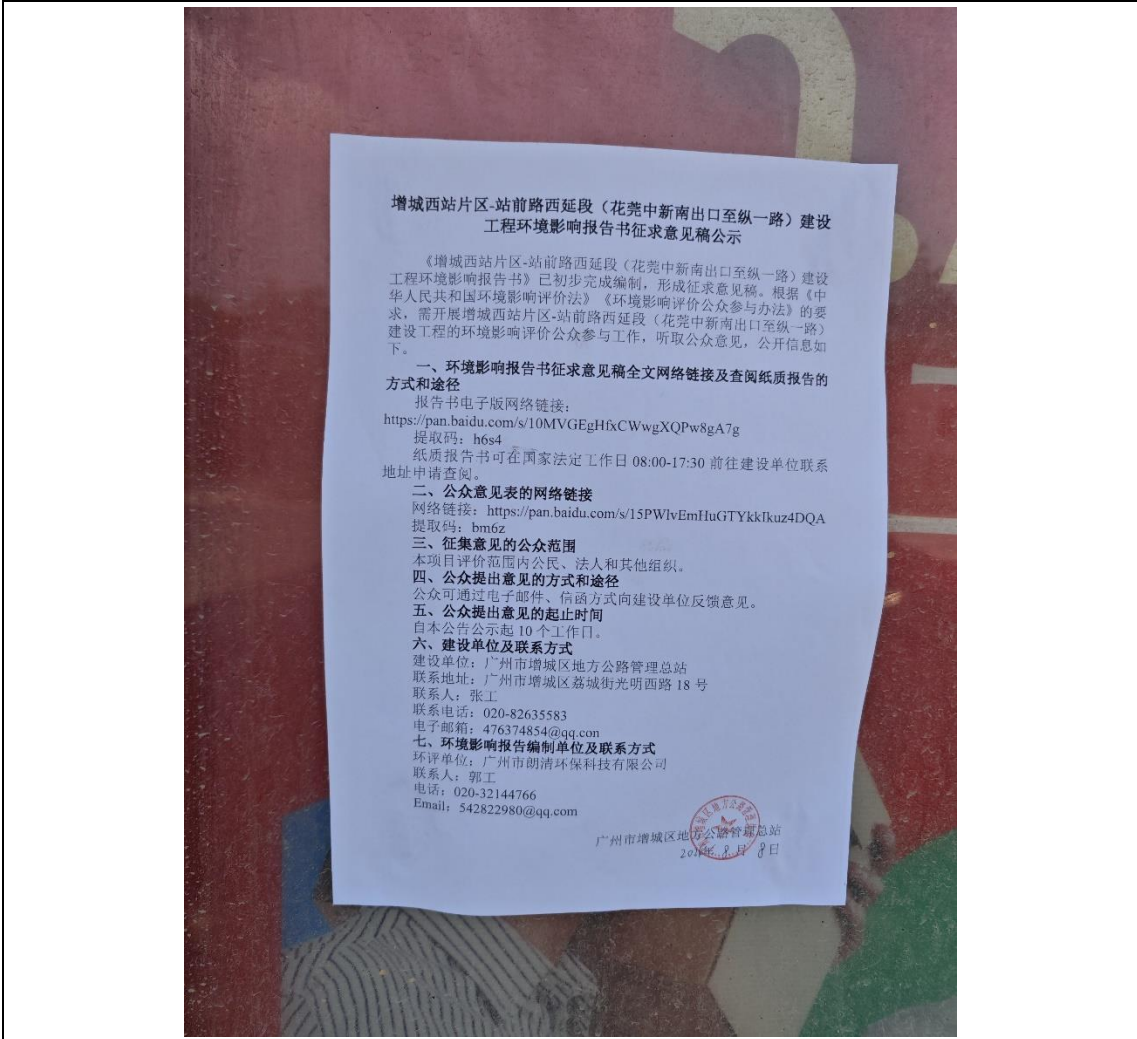 增城西站片区-站前路西延段（花莞中新南出口至纵一路）建设
工程环境影响报告书征求意见稿公示
《增城西站片区-站前路西延段（花莞中新南出口至纵一路）建设
工程环境影响报告书》已初步完成编制，形成征求意见稿。根据《中
华人民共和国环境影响评价法》《环境影响评价公众参与办法》的要
求，需开展增城西站片区-站前路西延段（花莞中新南出口至纵一路）
建设工程的环境影响评价公众参与工作，听取公众意见，公开信息如
下。
一、环境影响报告书征求意见稿全文网络链接及查阅纸质报告的
方式和途径
报告书电子版网络链接：
https://pan.baidu.com/s/10MVGEgHfxCWwgXQPw8gA7g
提取码：h6s4
纸质报告书可在国家法定工作日 08:00-17:30 前往建设单位联系
地址申请查阅。
二、公众意见表的网络链接
网络链接：https://pan.baidu.com/s/15PWlvEmHuGTYkkIkuz4DQA
提取码：bm6z
三、征集意见的公众范围
本项目评价范围内公民、法人和其他组织。
四、公众提出意见的方式和途径
公众可通过电子邮件、信函方式向建设单位反馈意见。
五、公众提出意见的起止时间
自本公告公示起 10 个工作日。
六、建设单位及联系方式
建设单位：广州市增城区地方公路管理总站
联系地址：广州市增城区荔城街光明西路 18 号
联系人：张工
联系电话：020-82635583
电子邮箱：476374854@qq.con
七、环境影响报告编制单位及联系方式
环评单位：广州市朗清环保科技有限公司
联系人：郭工
电话：020-32144766
Email：542822980@qq.com
广州市增城区地方公路管理总站
8月 8日